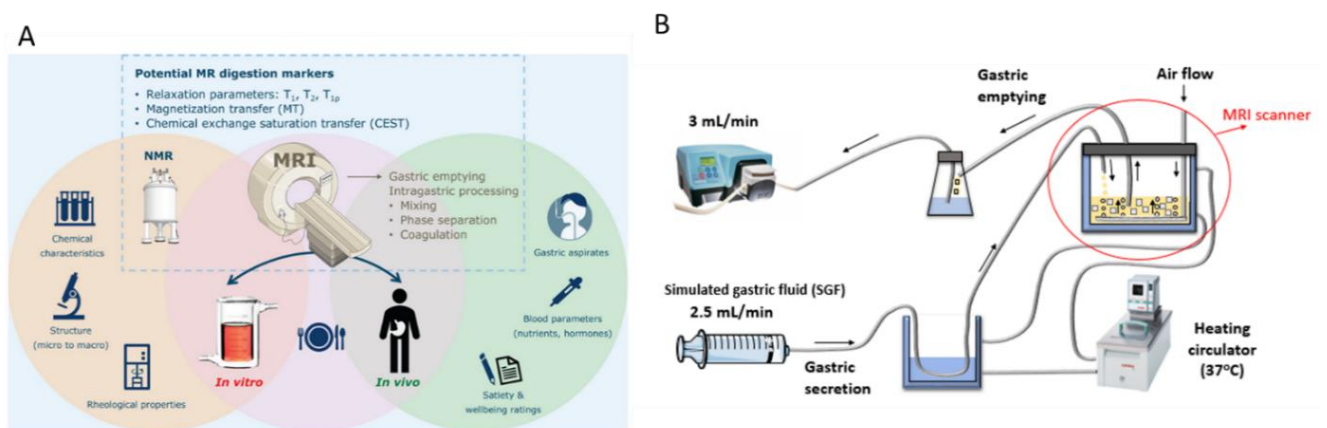 A
Potential MR digestion markers
• Relaxation parameters: T1, T2, T1ρ
• Magnetization transfer (MT)
• Chemical exchange saturation transfer (CEST)
NMR
MRI
Gastric emptying
Intragastric processing
• Mixing
• Phase separation
• Coagulation
Chemical
characteristics
Structure
(micro to macro)
Rheological properties
In vitro
In vivo
Gastric aspirates
Blood parameters
(nutrients, hormones)
Satiety &
wellbeing ratings
B
Gastric
emptying
Air flow
MRI scanner
3 mL/min
Simulated gastric fluid (SGF)
2.5 mL/min
Gastric
secretion
Heating
circulator
(37°C)